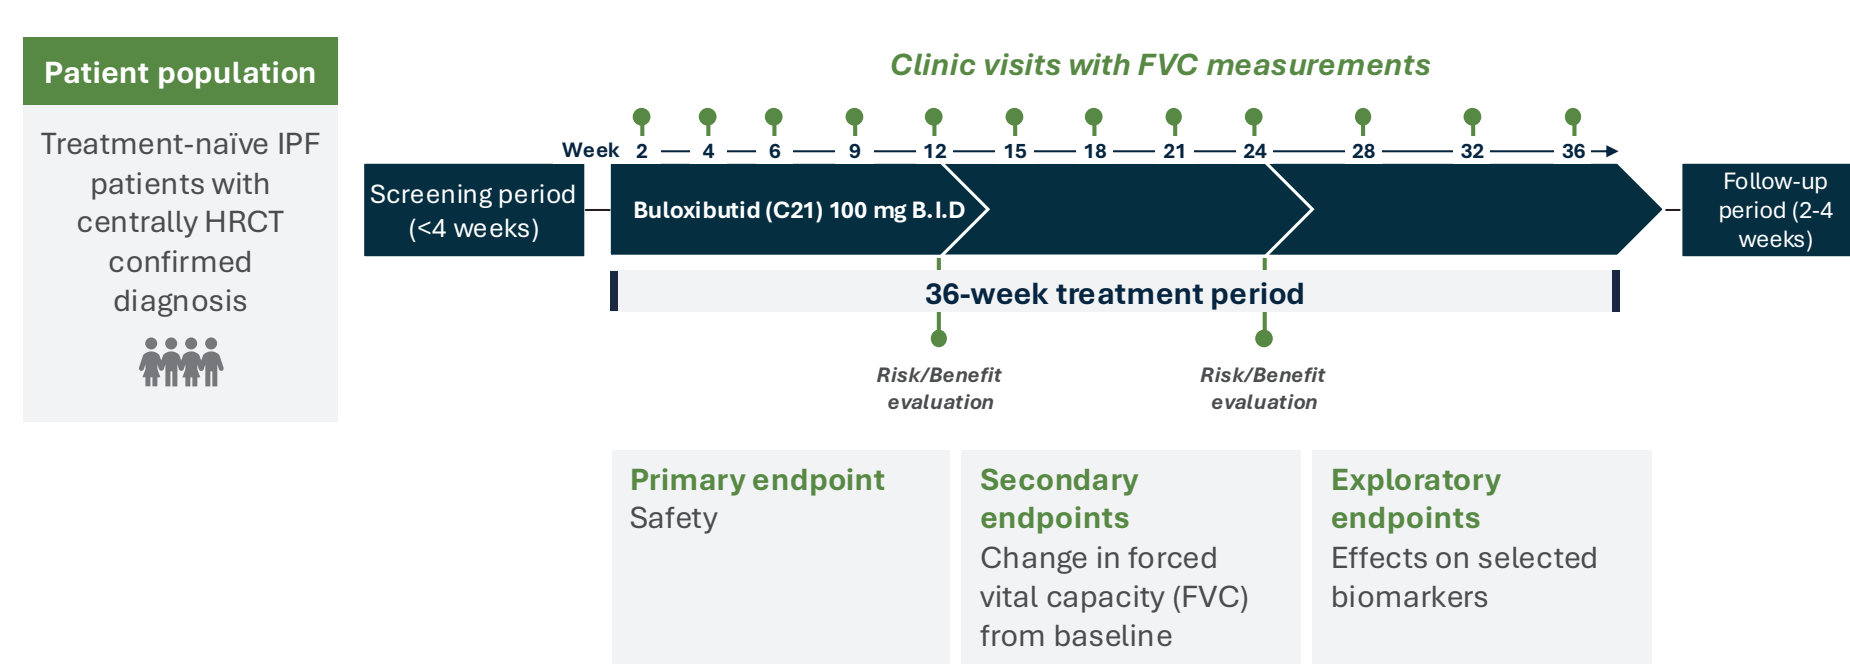 Patient population
Treatment-naïve IPF
patients with
centrally HRCT
confirmed
diagnosis
Clinic visits with FVC measurements
Week 2 4 6 9 12 15 18 21 24 28 32 36
Screening period
(<4 weeks)
Buloxibutid (C21) 100 mg B.I.D
Follow-up
period (2-4
weeks)
36-week treatment period
Risk/Benefit
evaluation
Risk/Benefit
evaluation
Primary endpoint
Safety
Secondary
endpoints
Change in forced
vital capacity (FVC)
from baseline
Exploratory
endpoints
Effects on selected
biomarkers